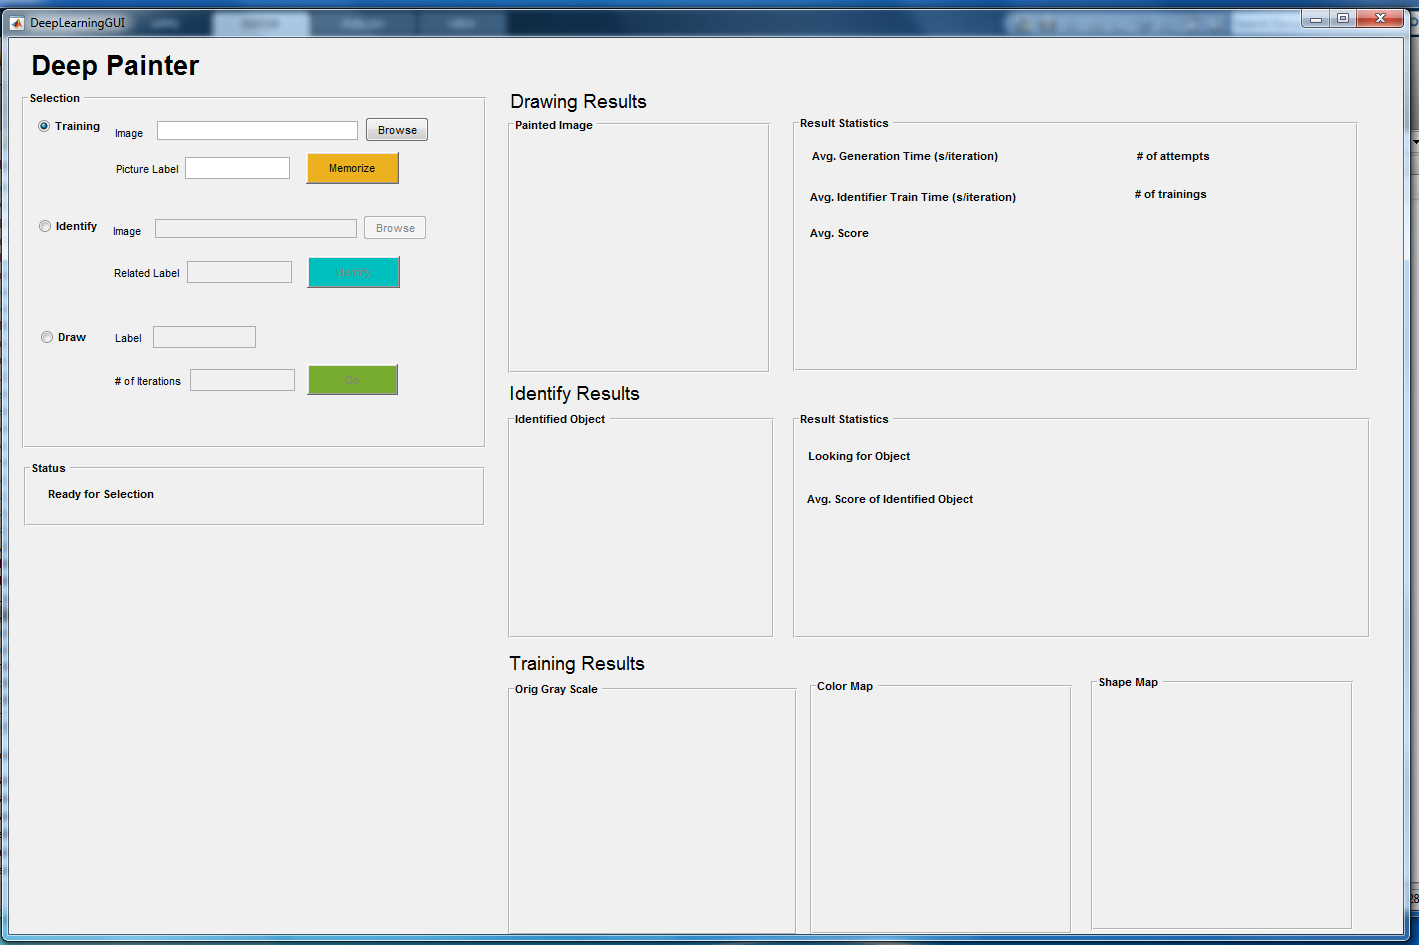 DeepLearningGUI
Deep Painter
Selection
Training
Image
Browse
Picture Label
Memorize
Identify
Image
Browse
Related Label
Identify
Draw
Label
# of Iterations
Go
Status
Ready for Selection
Drawing Results
Painted Image
Result Statistics
Avg. Generation Time (s/iteration)
# of attempts
Avg. Identifier Train Time (s/iteration)
# of trainings
Avg. Score
Identify Results
Identified Object
Result Statistics
Looking for Object
Avg. Score of Identified Object
Training Results
Orig Gray Scale
Color Map
Shape Map